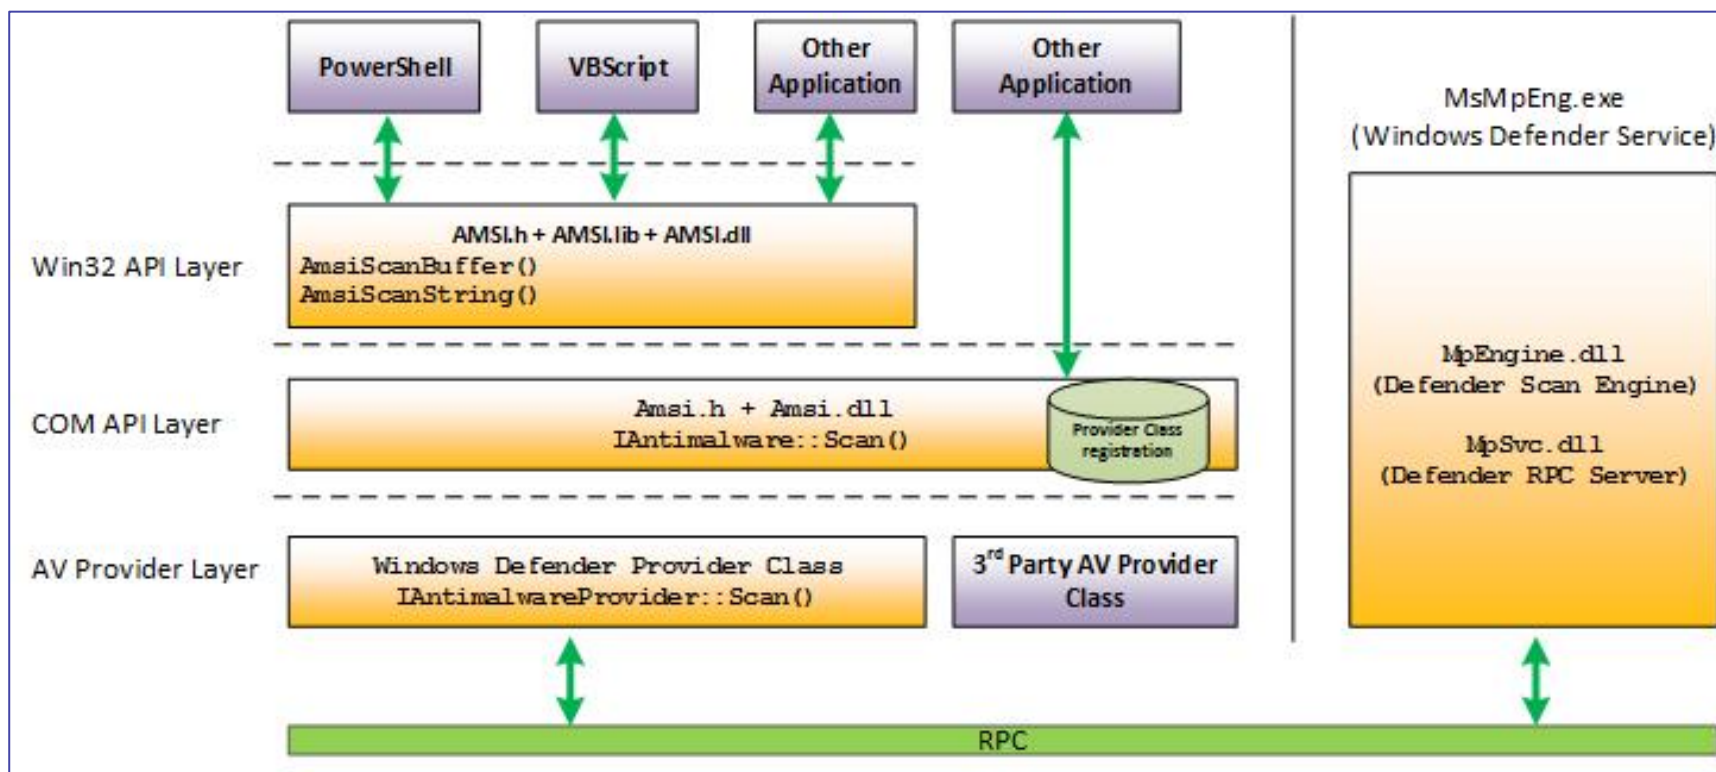 PowerShell
VBScript
Other
Application
Other
Application
MsMpEng.exe
(Windows Defender Service)
Win32 API Layer
AMSI.h + AMSI.lib + AMSI.dll
AmsiScanBuffer()
AmsiScanString()
COM API Layer
Amsi.h + Amsi.dll
IAntimalware::Scan()
Provider Class
registration
MpEngine.dll
(Defender Scan Engine)
MpSvc.dll
(Defender RPC Server)
AV Provider Layer
Windows Defender Provider Class
IAntimalwareProvider::Scan()
3rd Party AV Provider
Class
RPC